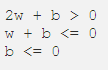 2w + b > 0
w + b <= 0
b <= 0